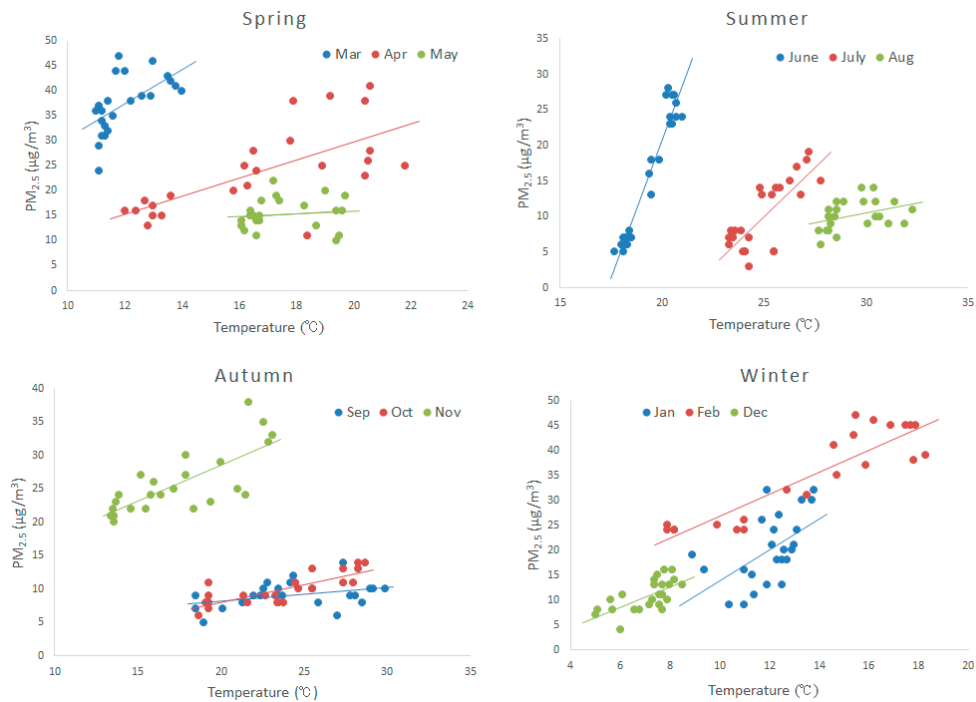 Spring
Mar Apr May
50
45
40
35
30
25
20
15
10
5
0
PM2.5 (μg/m³)
10 12 14 16 18 20 22 24
Temperature (℃)
Summer
June July Aug
35
30
25
20
15
10
5
0
PM2.5 (μg/m³)
15 20 25 30 35
Temperature (℃)
Autumn
Sep Oct Nov
40
35
30
25
20
15
10
5
0
PM2.5 (μg/m³)
10 15 20 25 30
Temperature (℃)
Winter
Jan Feb Dec
50
45
40
35
30
25
20
15
10
5
0
PM2.5 (μg/m³)
4 6 8 10 12 14 16 18 20
Temperature (℃)